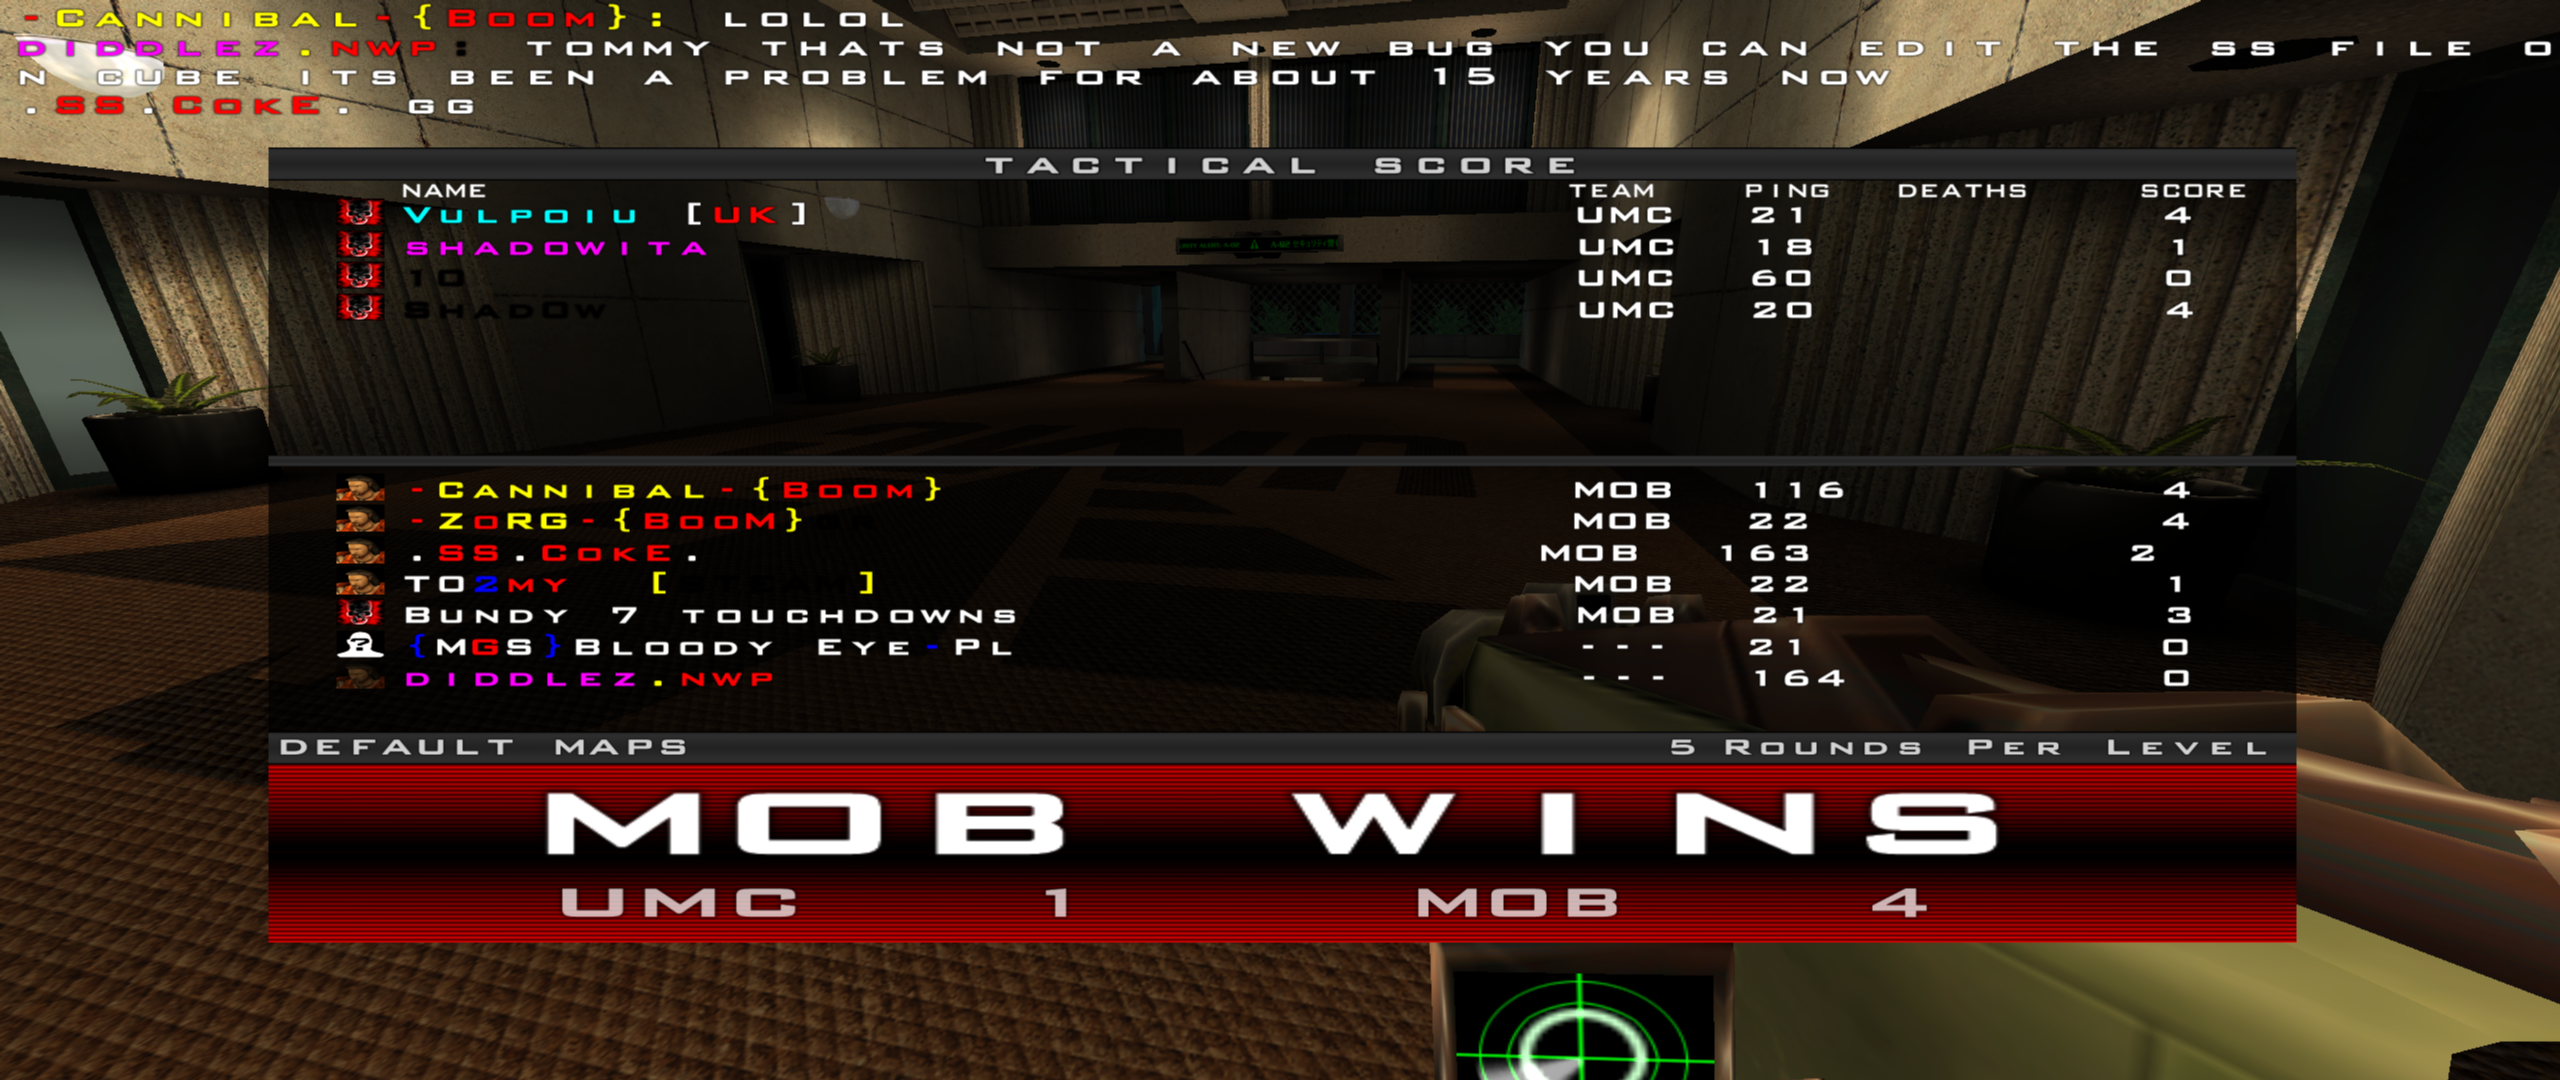 -CANNIBAL-{BOOM}: LOLOL
DIDDLEZ.NWP: TOMMY THATS NOT A NEW BUG YOU CAN EDIT THE SS FILE O
N CUBE ITS BEEN A PROBLEM FOR ABOUT 15 YEARS NOW
.SS.COKE. GG
TACTICAL SCORE
NAME TEAM PING DEATHS SCORE
VULPOIU [UK] UMC 21 4
SHADOWITA UMC 18 1
10 UMC 60 0
SHADOW UMC 20 4
-CANNIBAL-{BOOM} MOB 116 4
-ZORG-{BOOM} MOB 22 4
.SS.COKE. MOB 163 2
TO2MY [ ] MOB 22 1
BUNDY 7 TOUCHDOWNS MOB 21 3
{MGS}BLOODY EYE-PL --- 21 0
DIDDLEZ.NWP --- 164 0
DEFAULT MAPS 5 ROUNDS PER LEVEL
MOB WINS
UMC 1 MOB 4